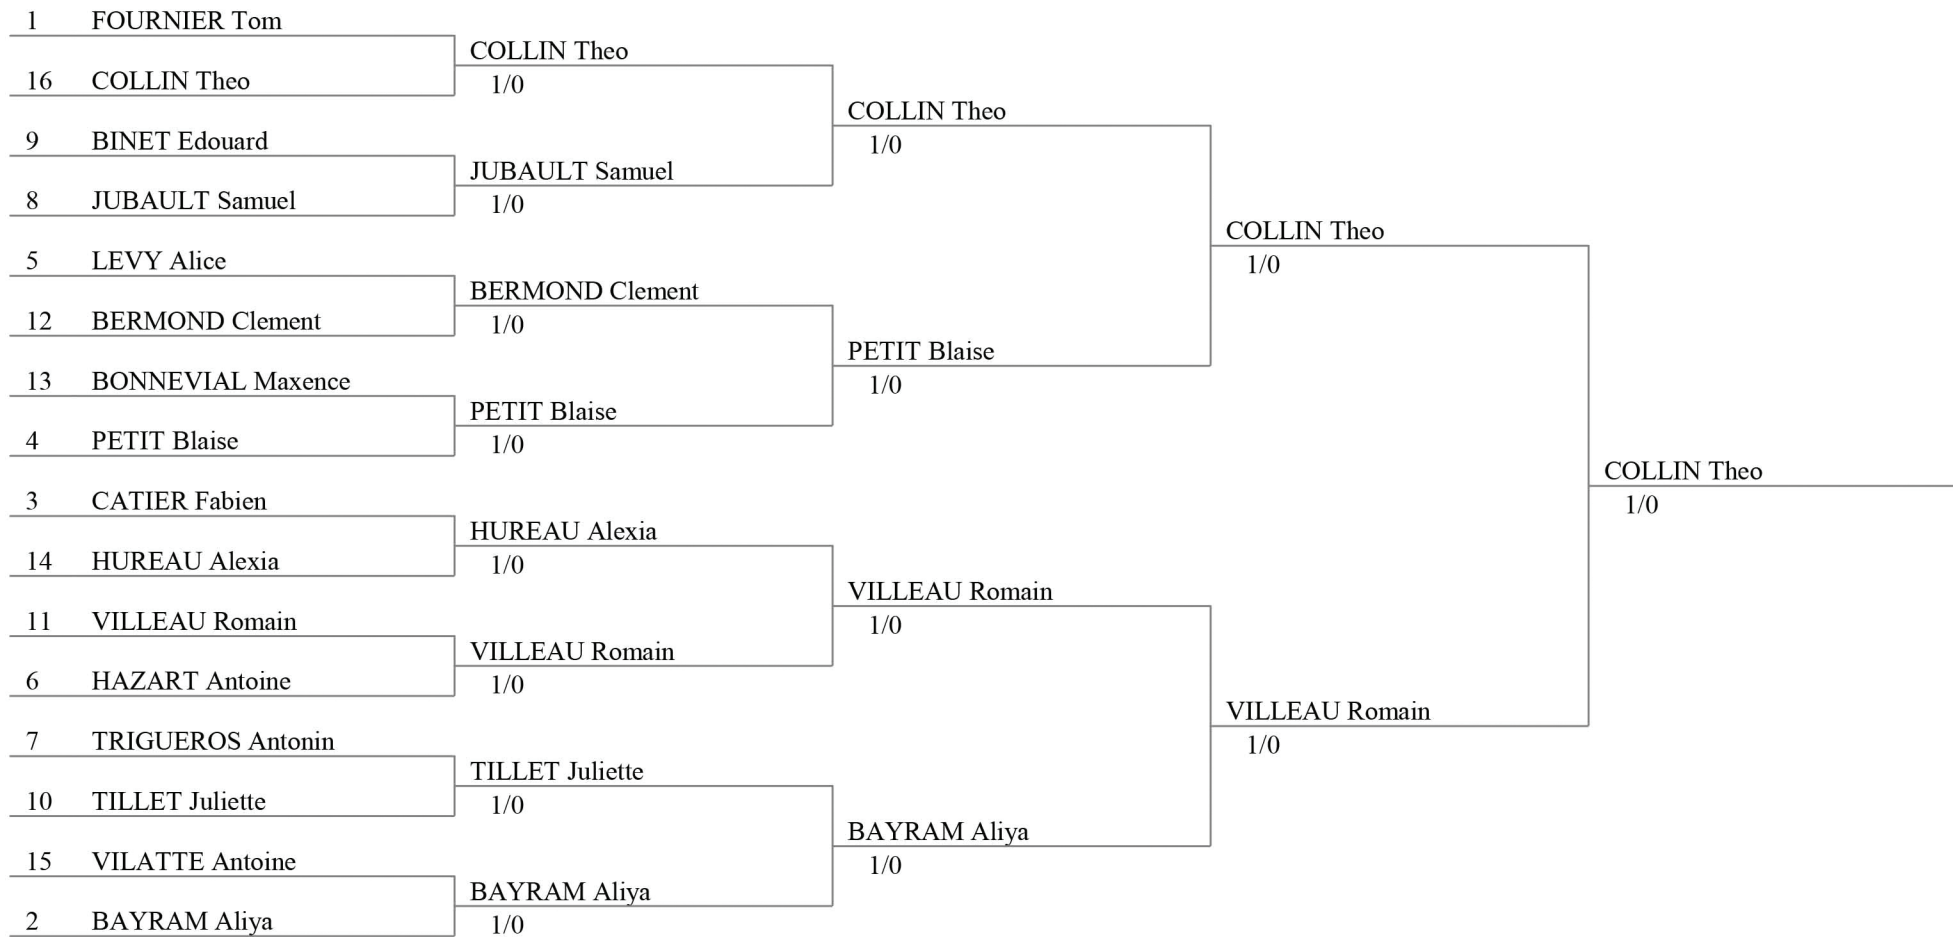 1 FOURNIER Tom
16 COLLIN Theo
9 BINET Edouard
8 JUBAULT Samuel
5 LEVY Alice
12 BERMOND Clement
13 BONNEVIAL Maxence
4 PETIT Blaise
3 CATIER Fabien
14 HUREAU Alexia
11 VILLEAU Romain
6 HAZART Antoine
7 TRIGUEROS Antonin
10 TILLET Juliette
15 VILATTE Antoine
2 BAYRAM Aliya
COLLIN Theo
1/0
JUBAULT Samuel
1/0
BERMOND Clement
1/0
PETIT Blaise
1/0
HUREAU Alexia
1/0
VILLEAU Romain
1/0
TILLET Juliette
1/0
BAYRAM Aliya
1/0
COLLIN Theo
1/0
PETIT Blaise
1/0
VILLEAU Romain
1/0
BAYRAM Aliya
1/0
COLLIN Theo
1/0
VILLEAU Romain
1/0
COLLIN Theo
1/0